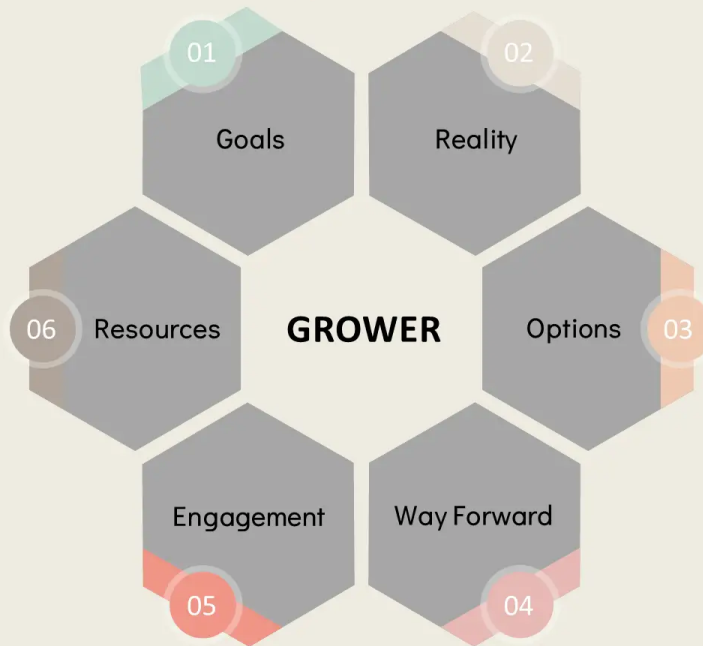 01
Goals
02
Reality
03
Options
04
Way Forward
05
Engagement
06
Resources
GROWER